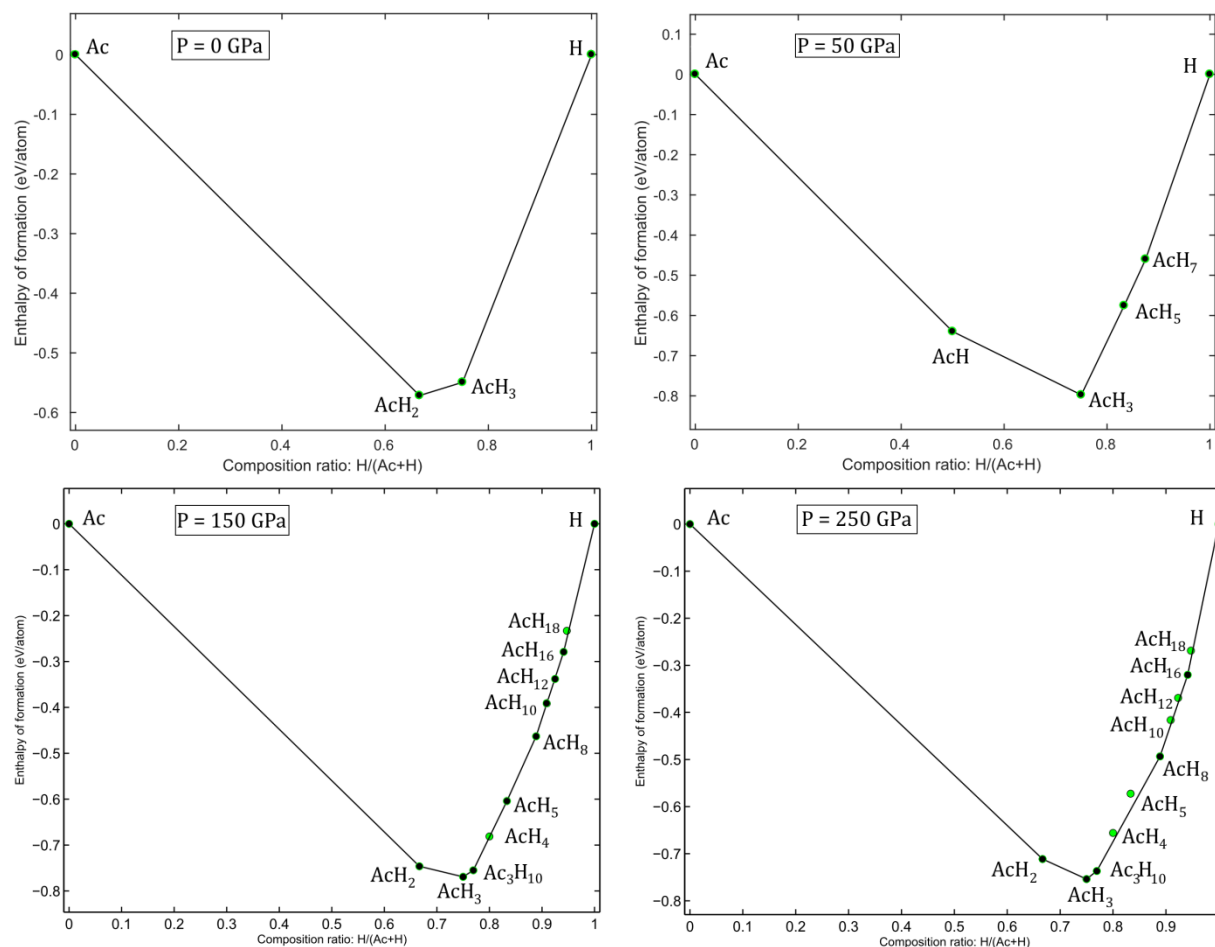 P = 0 GPa
Ac
H
AcH₂
AcH₃
0
-0.1
-0.2
-0.3
-0.4
-0.5
-0.6
Enthalpy of formation (eV/atom)
0 0.2 0.4 0.6 0.8 1
Composition ratio: H/(Ac+H)
P = 50 GPa
Ac
H
AcH₇
AcH₅
AcH
AcH₃
0.1
0
-0.1
-0.2
-0.3
-0.4
-0.5
-0.6
-0.7
-0.8
Enthalpy of formation (eV/atom)
0 0.2 0.4 0.6 0.8 1
Composition ratio: H/(Ac+H)
P = 150 GPa
Ac
H
AcH₁₈
AcH₁₆
AcH₁₂
AcH₁₀
AcH₈
AcH₅
AcH₄
AcH₂
Ac₃H₁₀
AcH₃
0
−0.1
−0.2
−0.3
−0.4
−0.5
−0.6
−0.7
−0.8
Enthalpy of formation (eV/atom)
0 0.1 0.2 0.3 0.4 0.5 0.6 0.7 0.8 0.9 1
Composition ratio: H/(Ac+H)
P = 250 GPa
Ac
H
AcH₁₈
AcH₁₆
AcH₁₂
AcH₁₀
AcH₈
AcH₅
AcH₄
AcH₂
Ac₃H₁₀
AcH₃
0
−0.1
−0.2
−0.3
−0.4
−0.5
−0.6
−0.7
−0.8
Enthalpy of formation (eV/atom)
0 0.1 0.2 0.3 0.4 0.5 0.6 0.7 0.8 0.9
Composition ratio: H/(Ac+H)